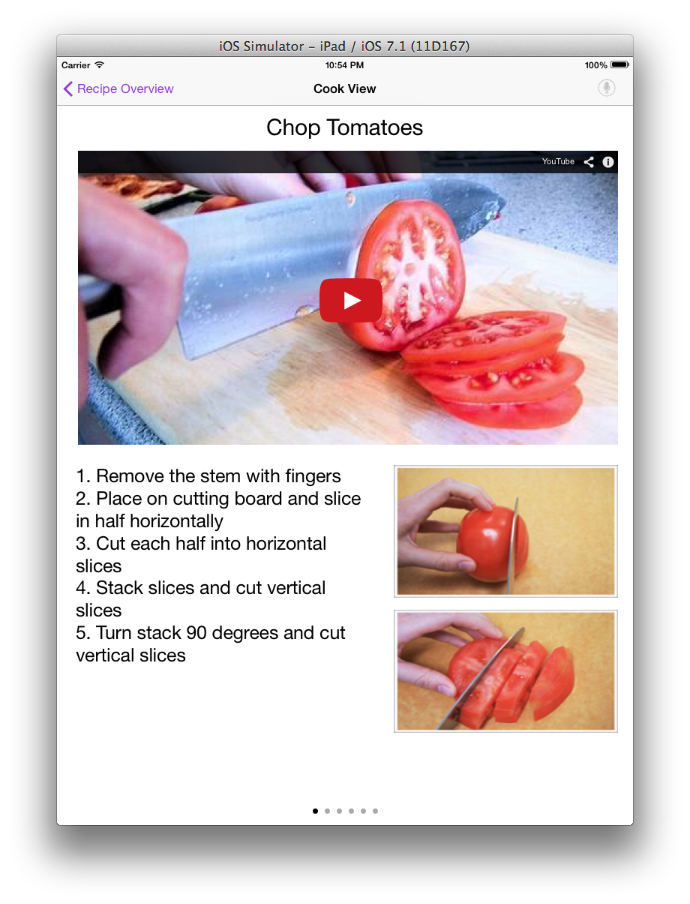 iOS Simulator – iPad / iOS 7.1 (11D167)
Carrier 10:54 PM 100%
Recipe Overview Cook View
Chop Tomatoes
YouTube
1. Remove the stem with fingers
2. Place on cutting board and slice
in half horizontally
3. Cut each half into horizontal
slices
4. Stack slices and cut vertical
slices
5. Turn stack 90 degrees and cut
vertical slices